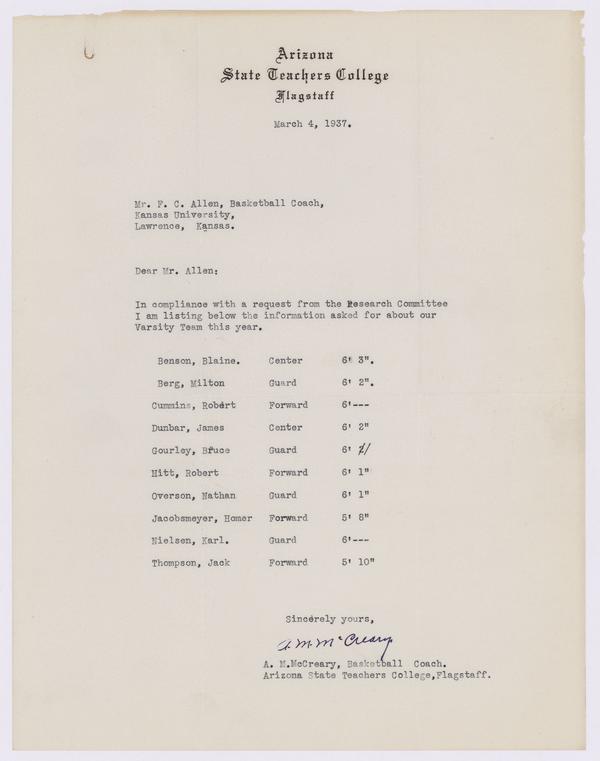 Arizona
State Teachers College
Flagstaff
March 4, 1937.
Mr. F. C. Allen, Basketball Coach,
Kansas University,
Lawrence, Kansas.
Dear Mr. Allen:
In compliance with a request from the Research Committee
I am listing below the information asked for about our
Varsity Team this year.
Benson, Blaine. Center 6' 3".
Berg, Milton Guard 6' 2".
Cummins, Robert Forward 6'---
Dunbar, James Center 6' 2"
Gourley, Bruce Guard 6'
Hitt, Robert Forward 6' 1"
Overson, Nathan Guard 6' 1"
Jacobsmeyer, Homer Forward 5' 8"
Nielsen, Karl. Guard 6'---
Thompson, Jack Forward 5' 10"
Sincerely yours,
A. M. McCreary
A. M.McCreary, Basketball Coach.
Arizona State Teachers College,Flagstaff.